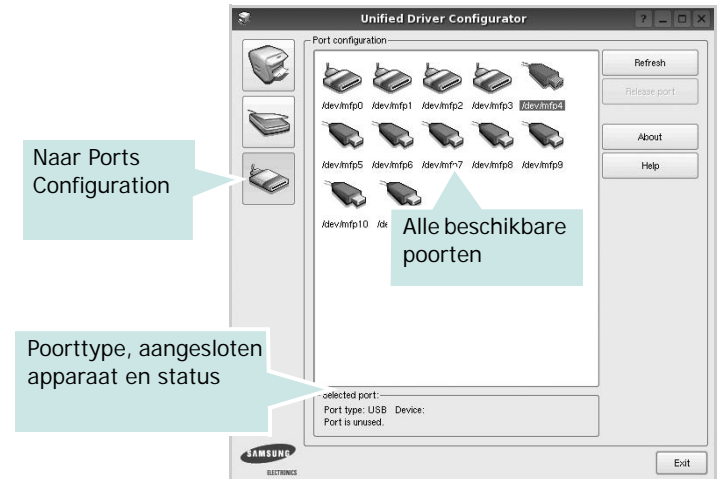 Unified Driver Configurator
Port configuration
/dev/mfp0 /dev/mfp1 /dev/mfp2 /dev/mfp3 /dev/mfp4
Refresh
Release port
/dev/mfp5 /dev/mfp6 /dev/mfp7 /dev/mfp8 /dev/mfp9
About
Help
Naar Ports
Configuration
/dev/mfp10
Alle beschikbare
poorten
Poorttype, aangesloten
apparaat en status
Selected port:
Port type: USB Device:
Port is unused.
SAMSUNG
ELECTRONICS
Exit